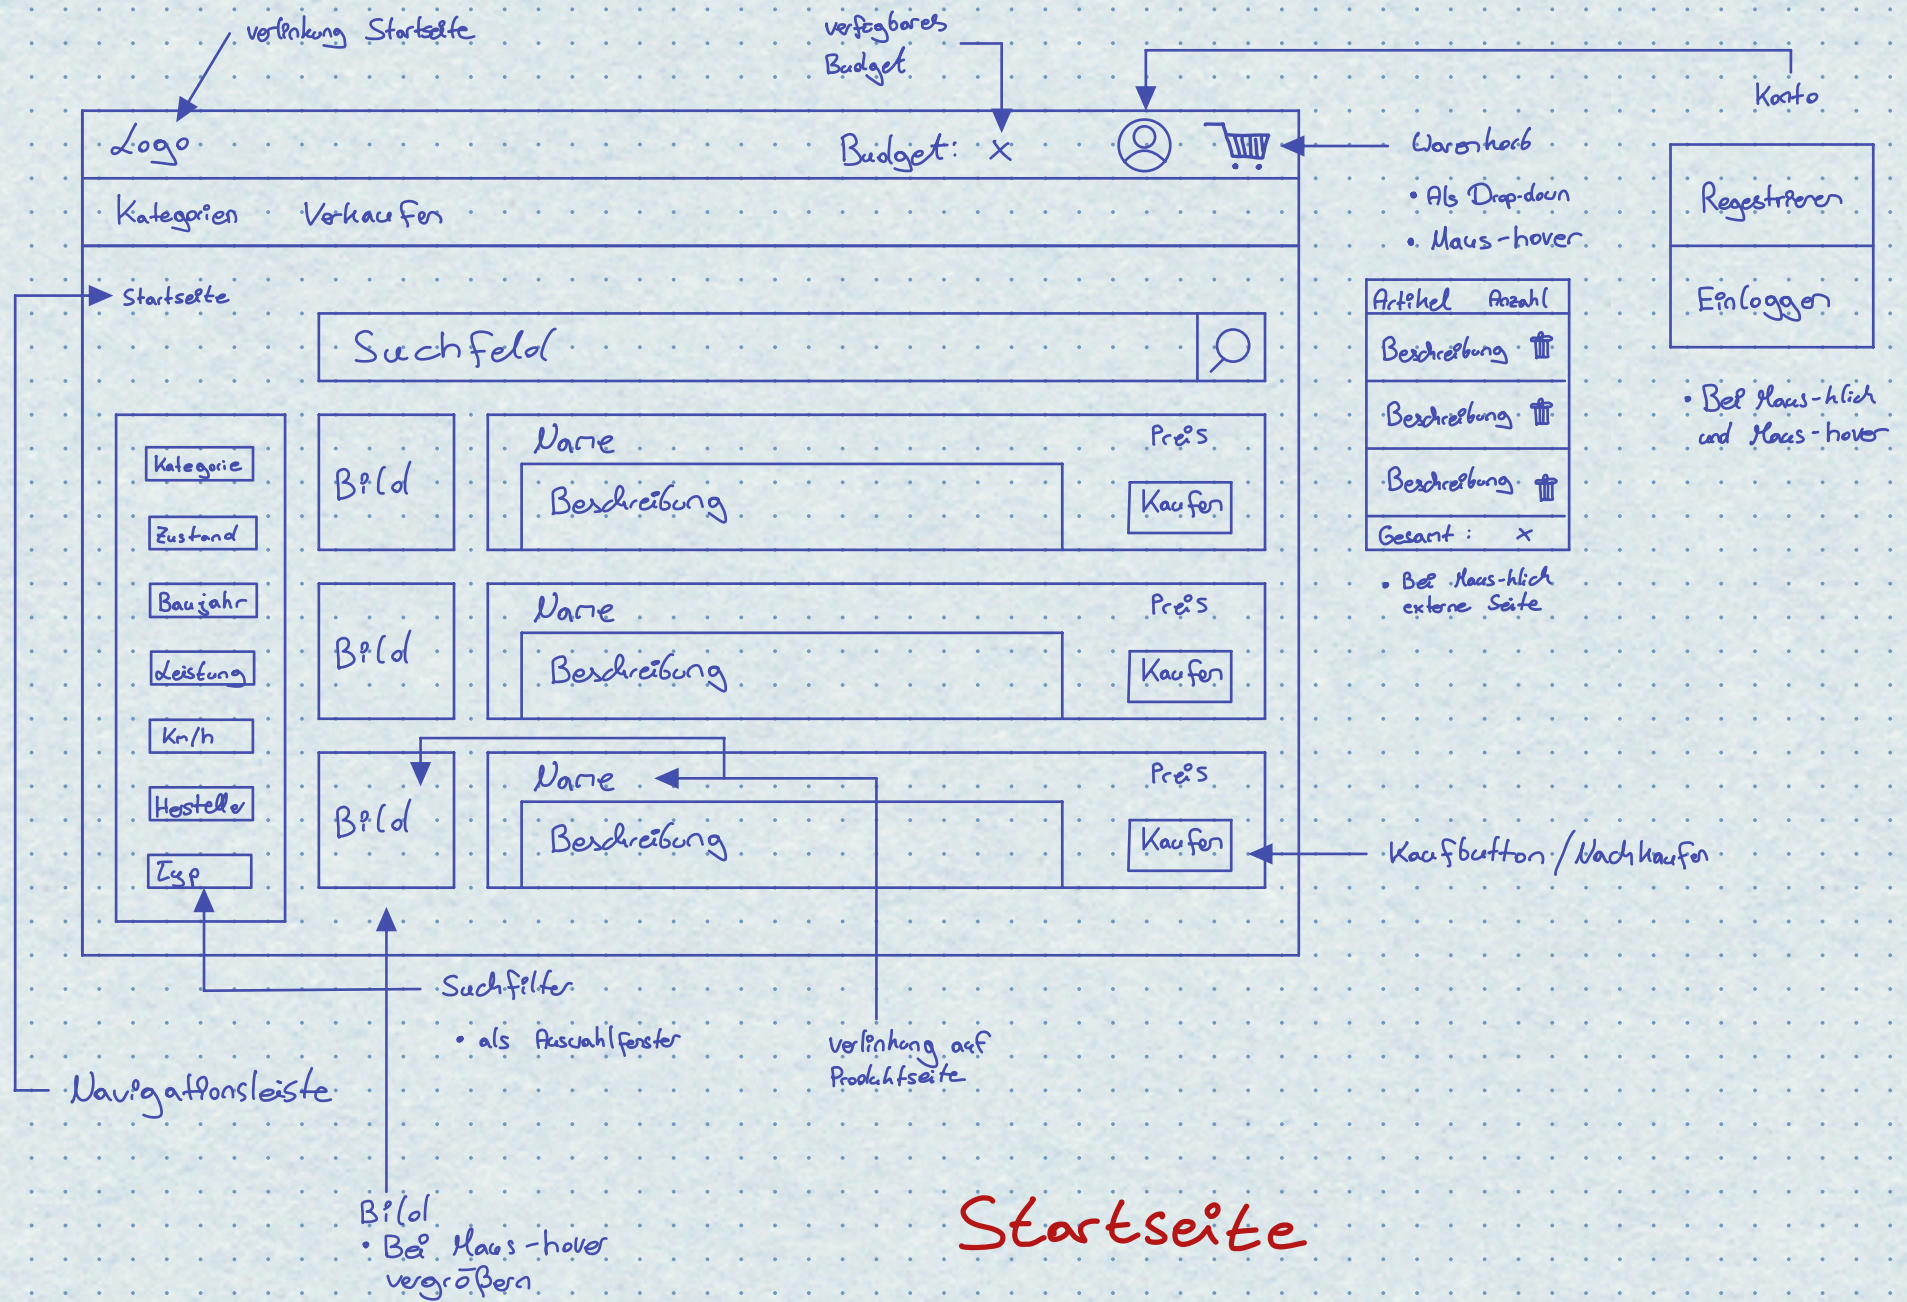 verlinkung Startseite
verfügbares
Budget
Konto
Logo
Budget: x
Warenkorb
• Als Drop-down
• Maus-hover
Regestrieren
Einloggen
• Bei Maus-klick
und Maus-hover
Kategorien Verkaufen
Startseite
Suchfeld
Artikel Anzahl
Beschreibung
Beschreibung
Beschreibung
Gesamt : x
• Bei Maus-klick
externe Seite
Kategorie
Zustand
Baujahr
Leistung
Km/h
Hersteller
Typ
Bild
Name
Preis
Beschreibung
Kaufen
Bild
Name
Preis
Beschreibung
Kaufen
Bild
Name
Preis
Beschreibung
Kaufen
Kaufbutton / Nachkaufen
Suchfilter
• als Auswahlfenster
verlinkung auf
Produktseite
Navigationsleiste
Bild
• Bei Maus-hover
vergrößern
Startseite